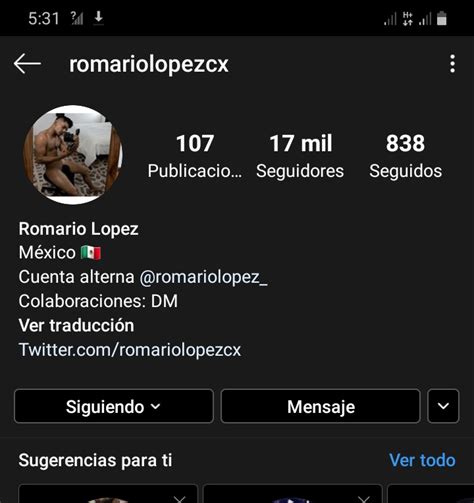 5:31
romariolopezcx
107 17 mil 838
Publicacio... Seguidores Seguidos
Romario Lopez
México 🇲🇽
Cuenta alterna @romariolopez_
Colaboraciones: DM
Ver traducción
Twitter.com/romariolopezcx
Siguiendo Mensaje
Sugerencias para ti Ver todo